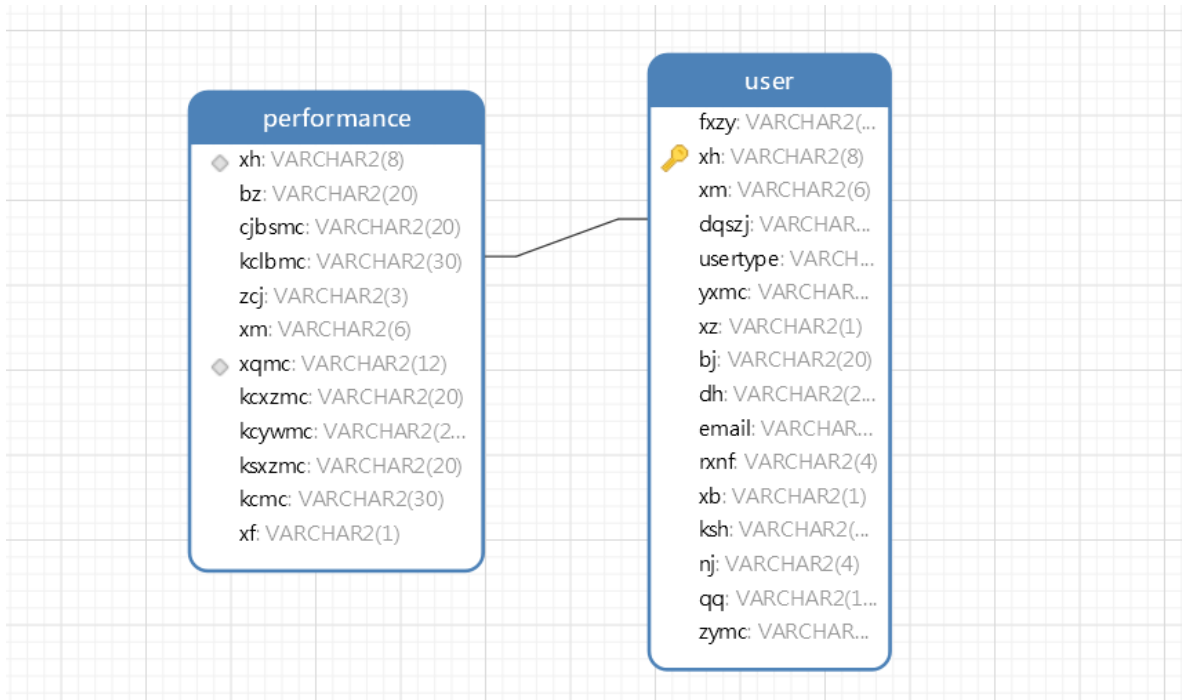 performance
xh: VARCHAR2(8)
bz: VARCHAR2(20)
cjbsmc: VARCHAR2(20)
kclbmc: VARCHAR2(30)
zcj: VARCHAR2(3)
xm: VARCHAR2(6)
xqmc: VARCHAR2(12)
kcxzmc: VARCHAR2(20)
kcywmc: VARCHAR2(2...
ksxzmc: VARCHAR2(20)
kcmc: VARCHAR2(30)
xf: VARCHAR2(1)
user
fxzy: VARCHAR2(...
xh: VARCHAR2(8)
xm: VARCHAR2(6)
dqszj: VARCHAR...
usertype: VARCH...
yxmc: VARCHAR...
xz: VARCHAR2(1)
bj: VARCHAR2(20)
dh: VARCHAR2(2...
email: VARCHAR...
rxnf: VARCHAR2(4)
xb: VARCHAR2(1)
ksh: VARCHAR2(...
nj: VARCHAR2(4)
qq: VARCHAR2(1...
zymc: VARCHAR...